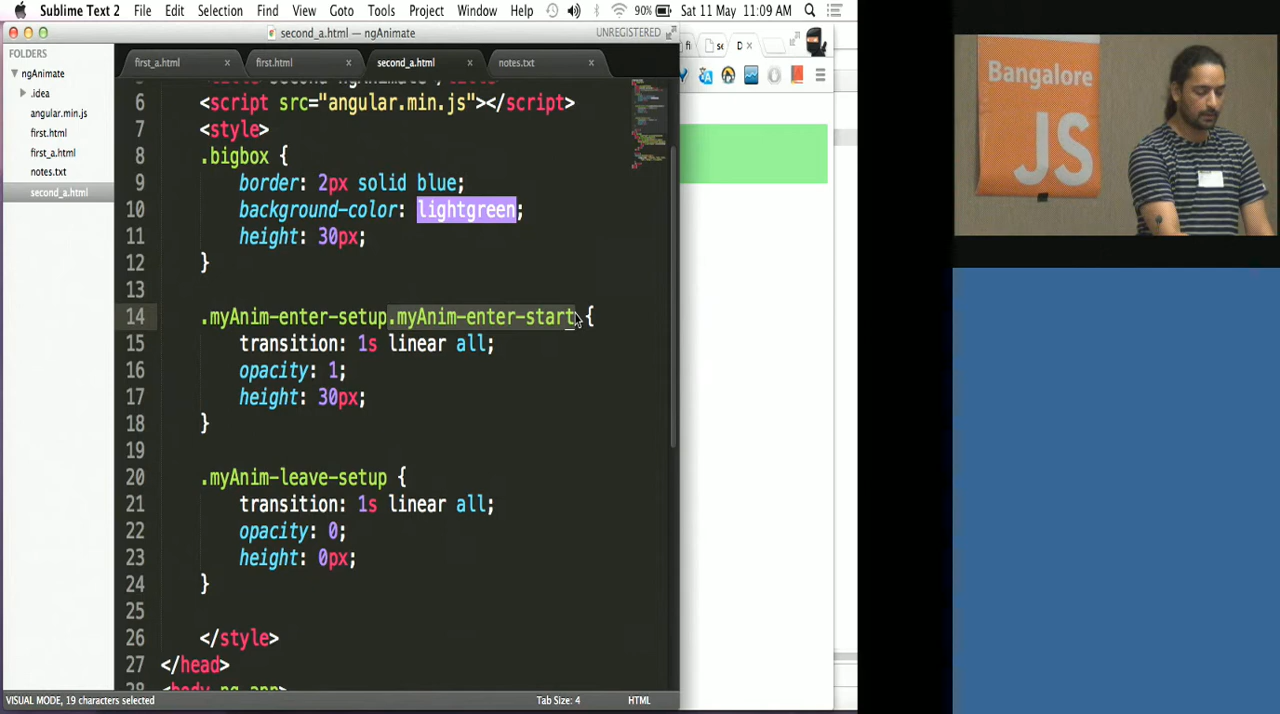 Sublime Text 2 File Edit Selection Find View Goto Tools Project Window Help 90% Sat 11 May 11:09 AM
second_a.html — ngAnimate UNREGISTERED
FOLDERS
ngAnimate
.idea
angular.min.js
first.html
first_a.html
notes.txt
second_a.html
first_a.html × first.html × second_a.html × notes.txt ×
6 <script src="angular.min.js"></script>
7 <style>
8 .bigbox {
9 border: 2px solid blue;
10 background-color: lightgreen;
11 height: 30px;
12 }
13
14 .myAnim-enter-setup.myAnim-enter-start {
15 transition: 1s linear all;
16 opacity: 1;
17 height: 30px;
18 }
19
20 .myAnim-leave-setup {
21 transition: 1s linear all;
22 opacity: 0;
23 height: 0px;
24 }
25
26 </style>
27 </head>
<body ng-app>
VISUAL MODE, 19 characters selected Tab Size: 4 HTML
Bangalore
JS